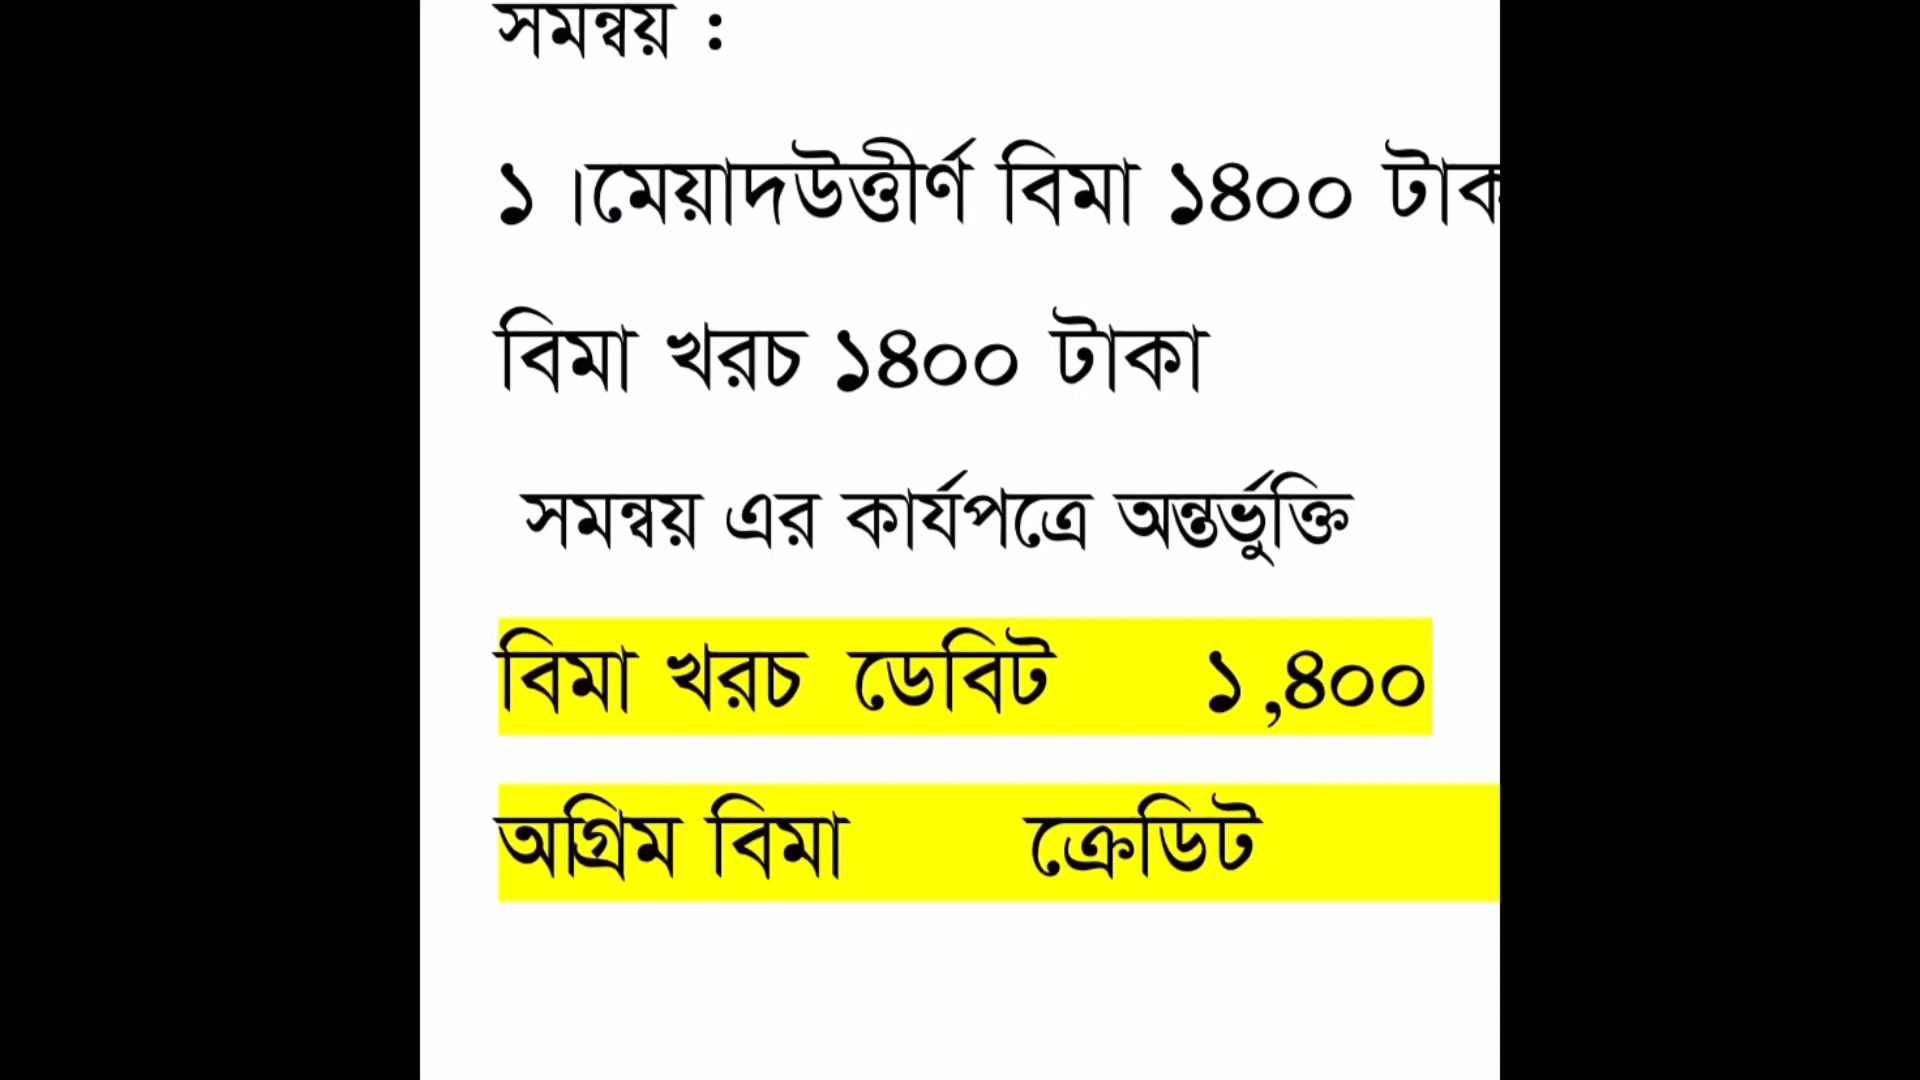 সমন্বয় :
১ ।মেয়াদউত্তীর্ণ বিমা ১৪০০ টাক
বিমা খরচ ১৪০০ টাকা
সমন্বয় এর কার্যপত্রে অন্তর্ভুক্তি
বিমা খরচ ডেবিট ১,৪০০
অগ্রিম বিমা ক্রেডিট